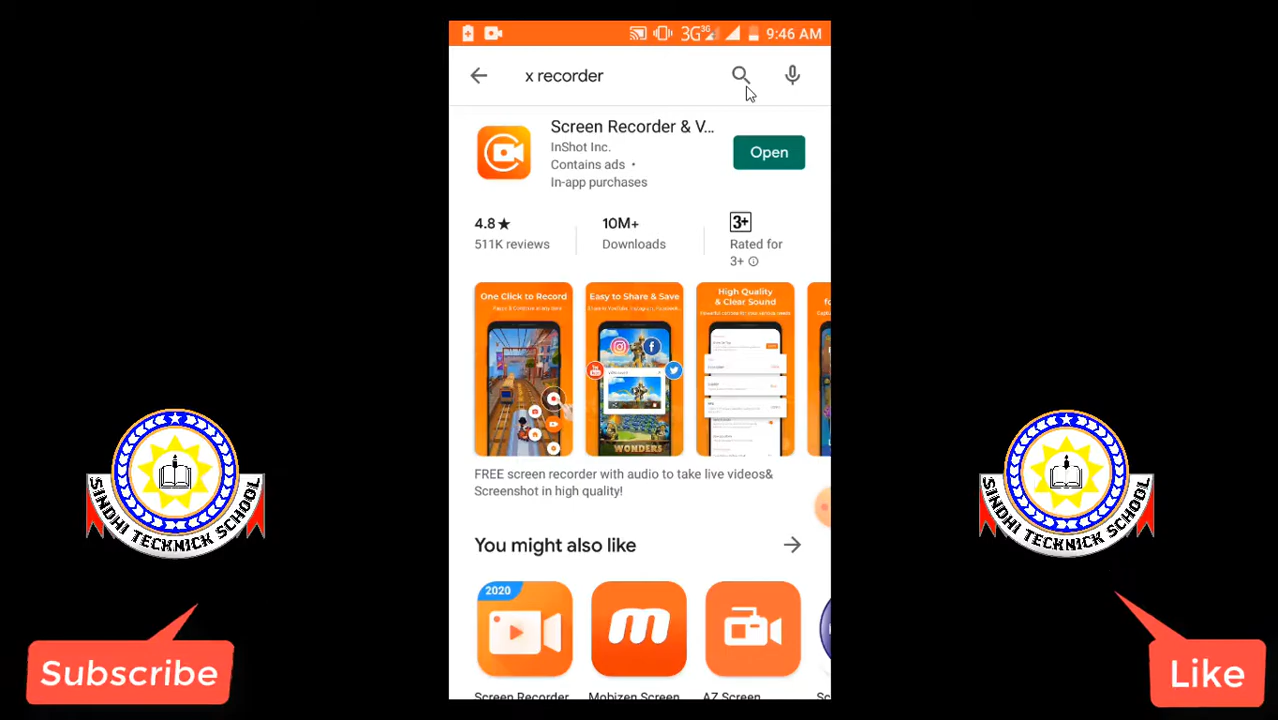 3G 3G 9:46 AM
x recorder
Screen Recorder & V...
InShot Inc.
Contains ads •
In-app purchases
Open
4.8★
511K reviews
10M+
Downloads
3+
Rated for
3+
One Click to Record
Easy to Share & Save
High Quality
& Clear Sound
WONDERS
FREE screen recorder with audio to take live videos&
Screenshot in high quality!
You might also like
2020
Screen Recorder
Mobizen Screen
AZ Screen
SINDHI TECKNICK SCHOOL
SINDHI TECKNICK SCHOOL
Subscribe
Like